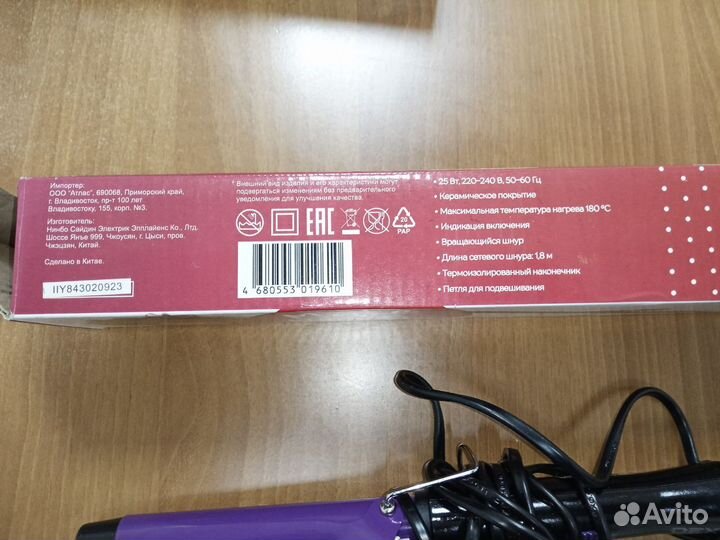 Импортер:
ООО "Атлас", 690068, Приморский край,
г. Владивосток, пр-т 100 лет
Владивостоку, 155, корп. №3.
Изготовитель:
Нинбо Сайдин Электрик Эпплайенс Ко., Лтд.
Шоссе Янъе 999, Чжоусян, г. Цыси, пров.
Чжэцзян, Китай.
Сделано в Китае.
IIY843020923
* Внешний вид изделия и его характеристики могут
подвергаться изменениям без предварительного
уведомления для улучшения качества.
EAC
20
PAP
4 680553 019610
• 25 Вт, 220-240 В, 50-60 Гц
• Керамическое покрытие
• Максимальная температура нагрева 180 °C
• Индикация включения
• Вращающийся шнур
• Длина сетевого шнура: 1,8 м
• Термоизолированный наконечник
• Петля для подвешивания
Avito